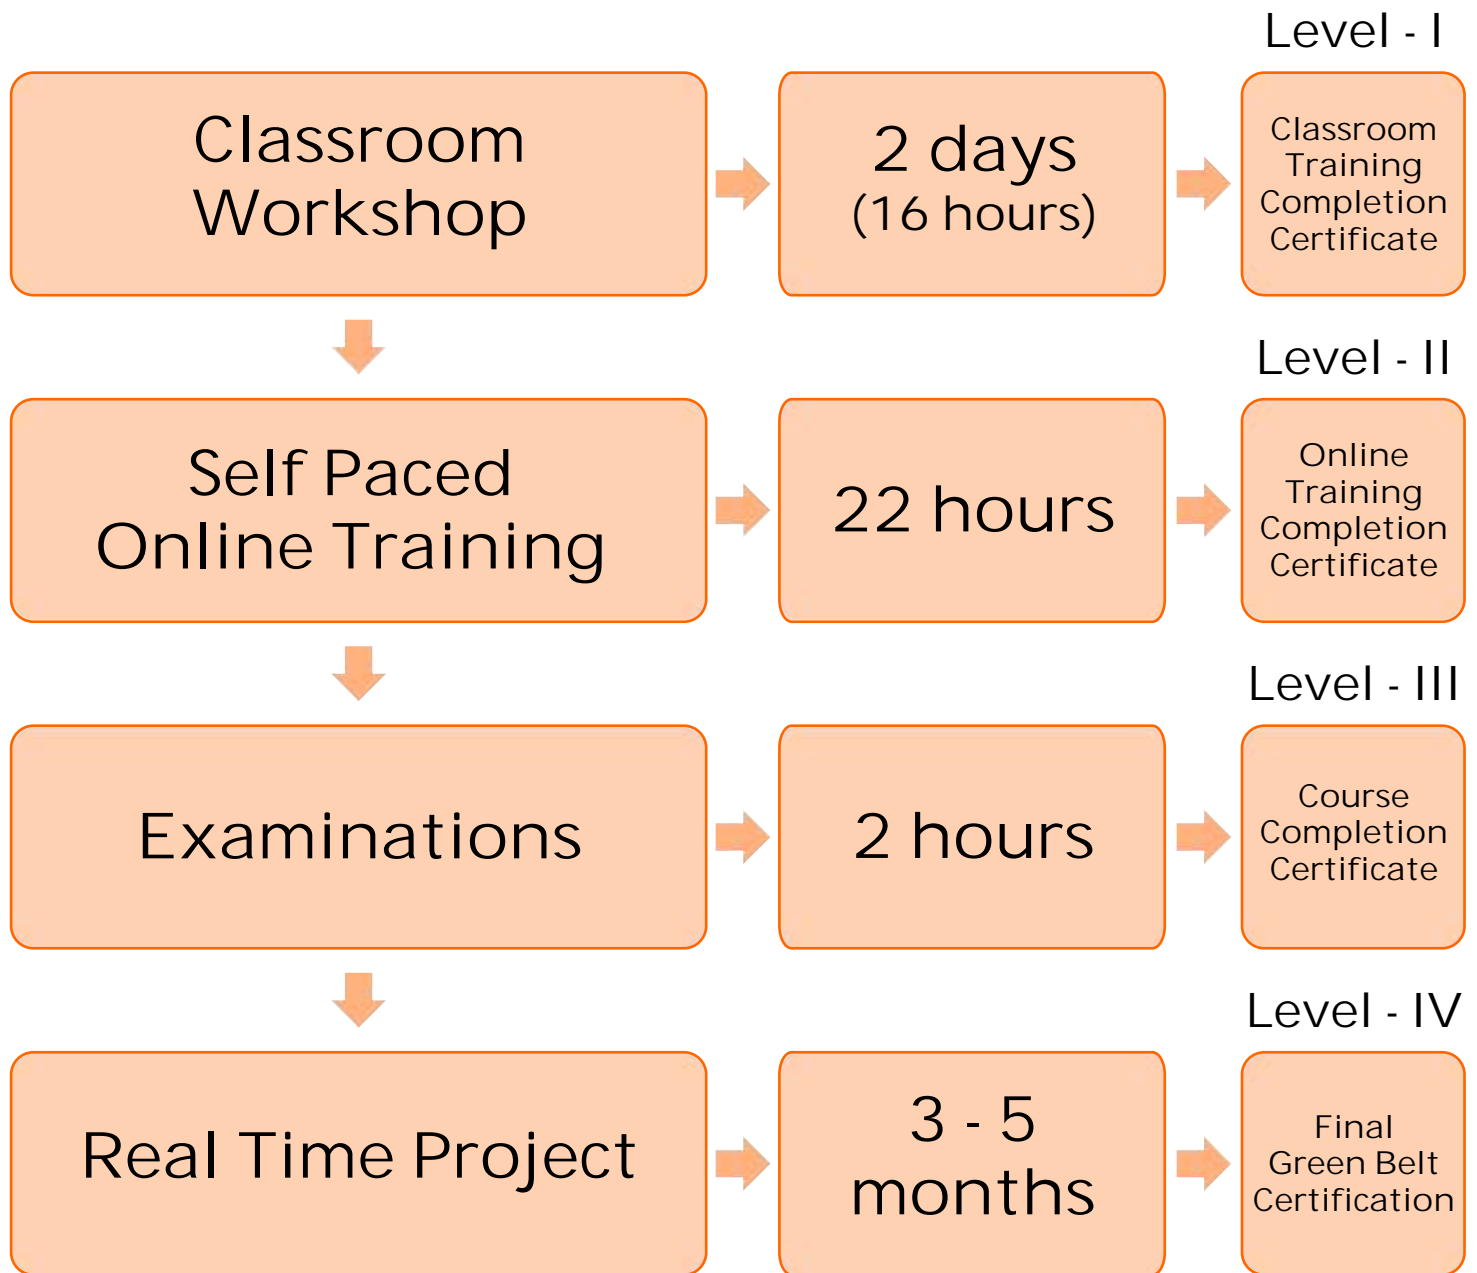 Level - I
Classroom
Workshop
2 days
(16 hours)
Classroom
Training
Completion
Certificate
Level - II
Self Paced
Online Training
22 hours
Online
Training
Completion
Certificate
Level - III
Examinations
2 hours
Course
Completion
Certificate
Level - IV
Real Time Project
3 - 5
months
Final
Green Belt
Certification